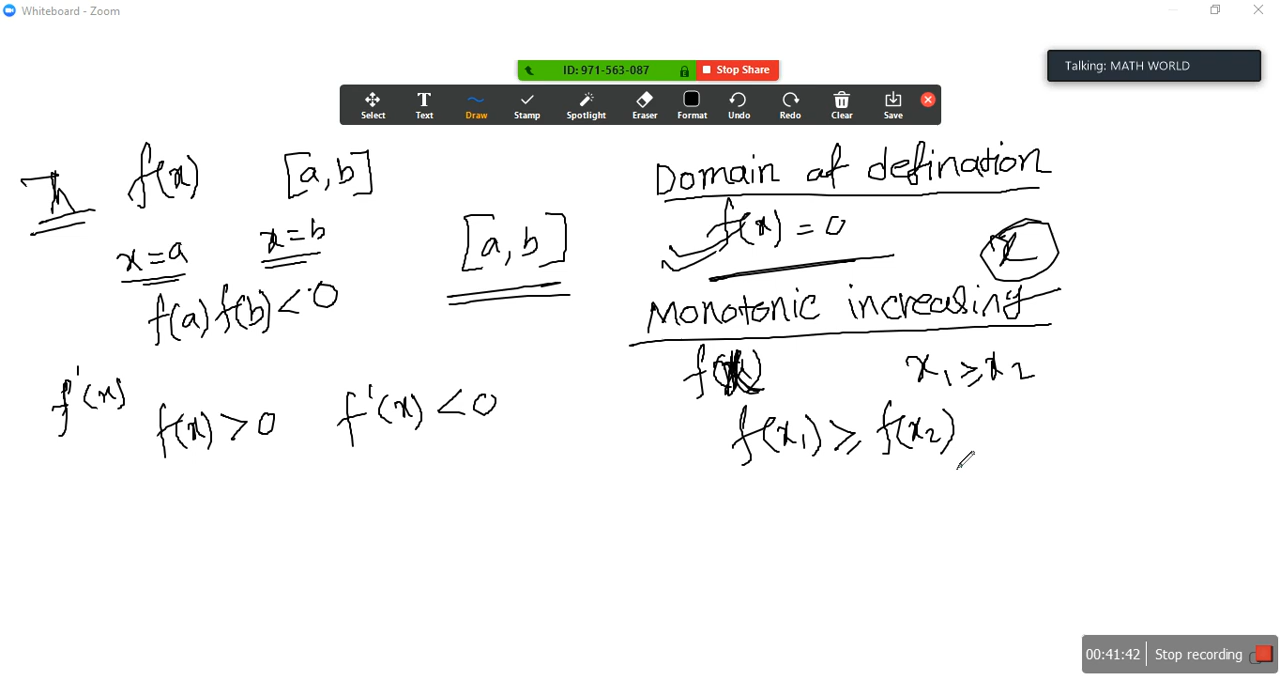 Whiteboard - Zoom
ID: 971-563-087 Stop Share
Talking: MATH WORLD
Select Text Draw Stamp Spotlight Eraser Format Undo Redo Clear Save
Th f(x) [a,b]
x=a x=b [a,b]
f(a) f(b) < 0
f'(x) f(x) > 0 f'(x) < 0
Domain of defination
f(x) = 0 x
Monotonic increasing
x₁ ≥ x₂
f(x₁) ≥ f(x₂)
00:41:42 Stop recording